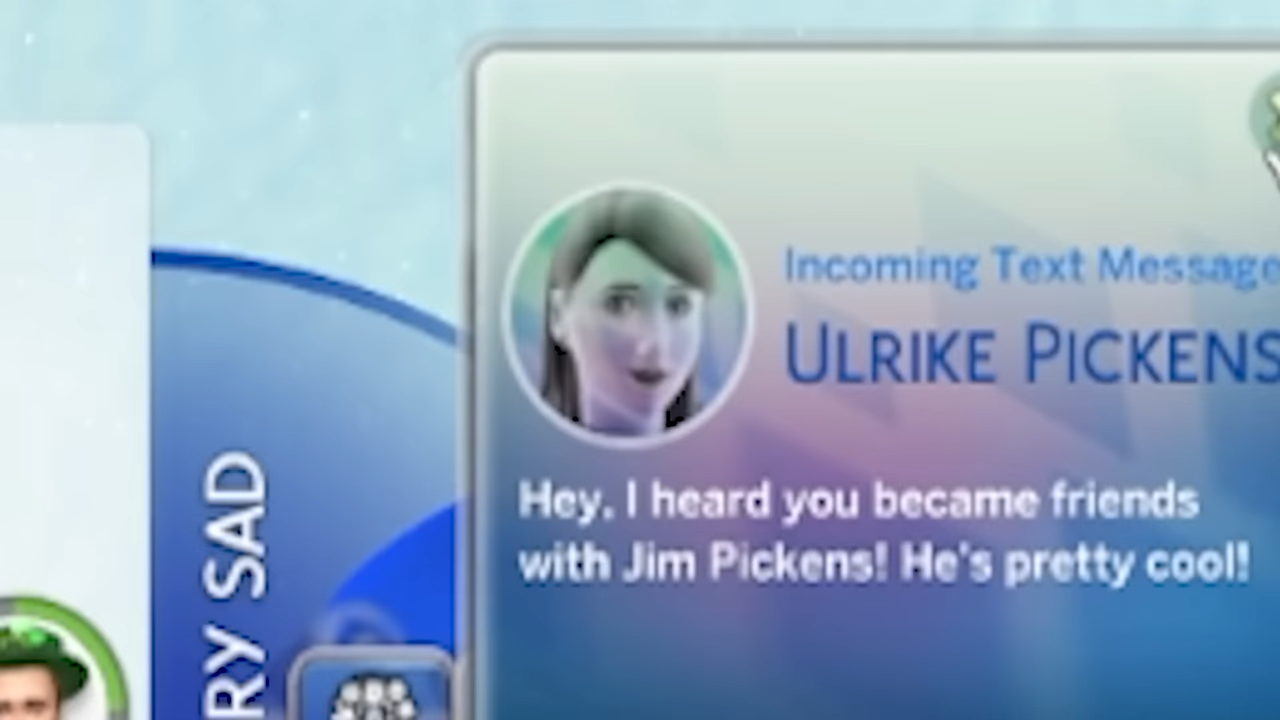 Incoming Text Message
ULRIKE PICKENS
Hey, I heard you became friends
with Jim Pickens! He's pretty cool!
RY SAD